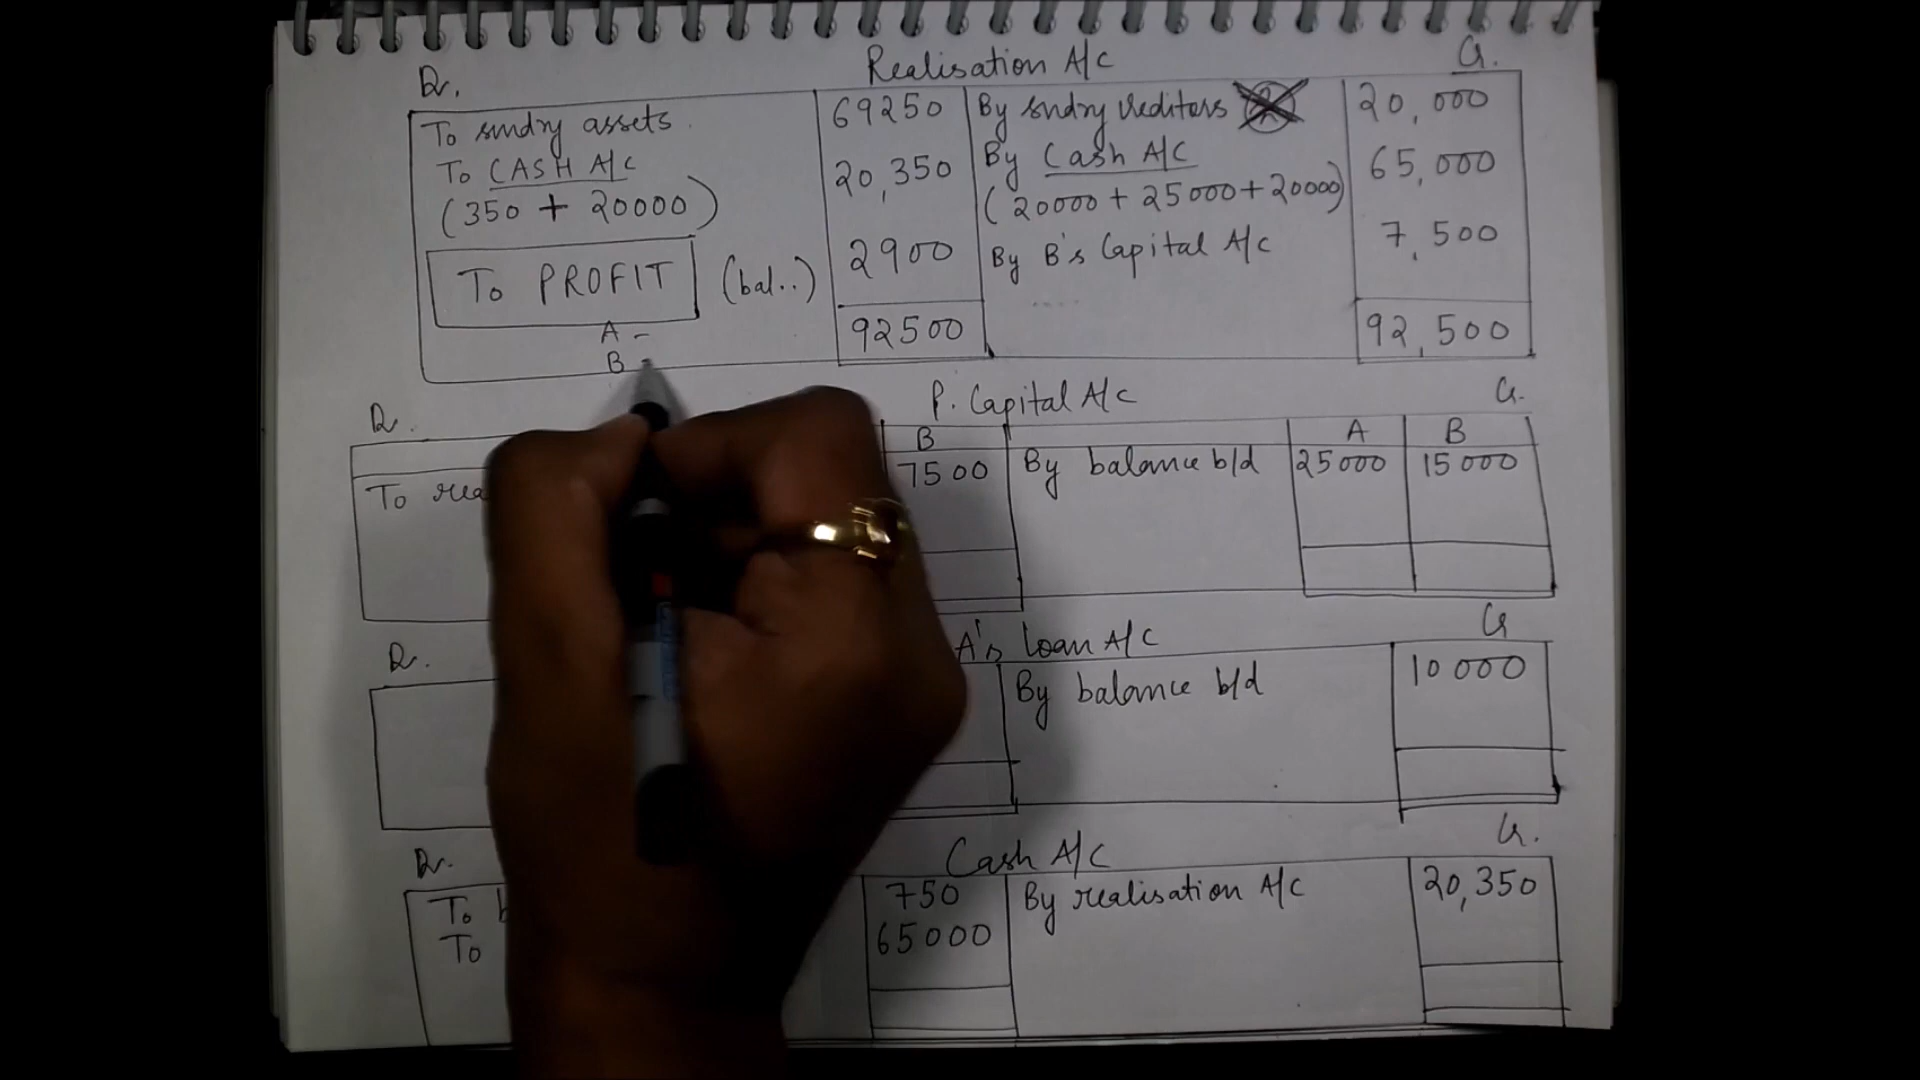 Realisation A/c
Dr.
Cr.
To sundry assets. 69250 By sundry creditors 20,000
To CASH A/c 20,350 By Cash A/c 65,000
(350 + 20000) (20000 + 25000 + 20000)
To PROFIT (bal..) 2900 By B's Capital A/c 7,500
A -
B -
92500 92,500
P. Capital A/c
Dr.
Cr.
B A B
To rea 7500 By balance b/d 25000 15000
A's loan A/c
Dr.
Cr
By balance b/d 10000
Cash A/c
Dr.
Cr.
To b 750 By realisation A/c 20,350
To 65000